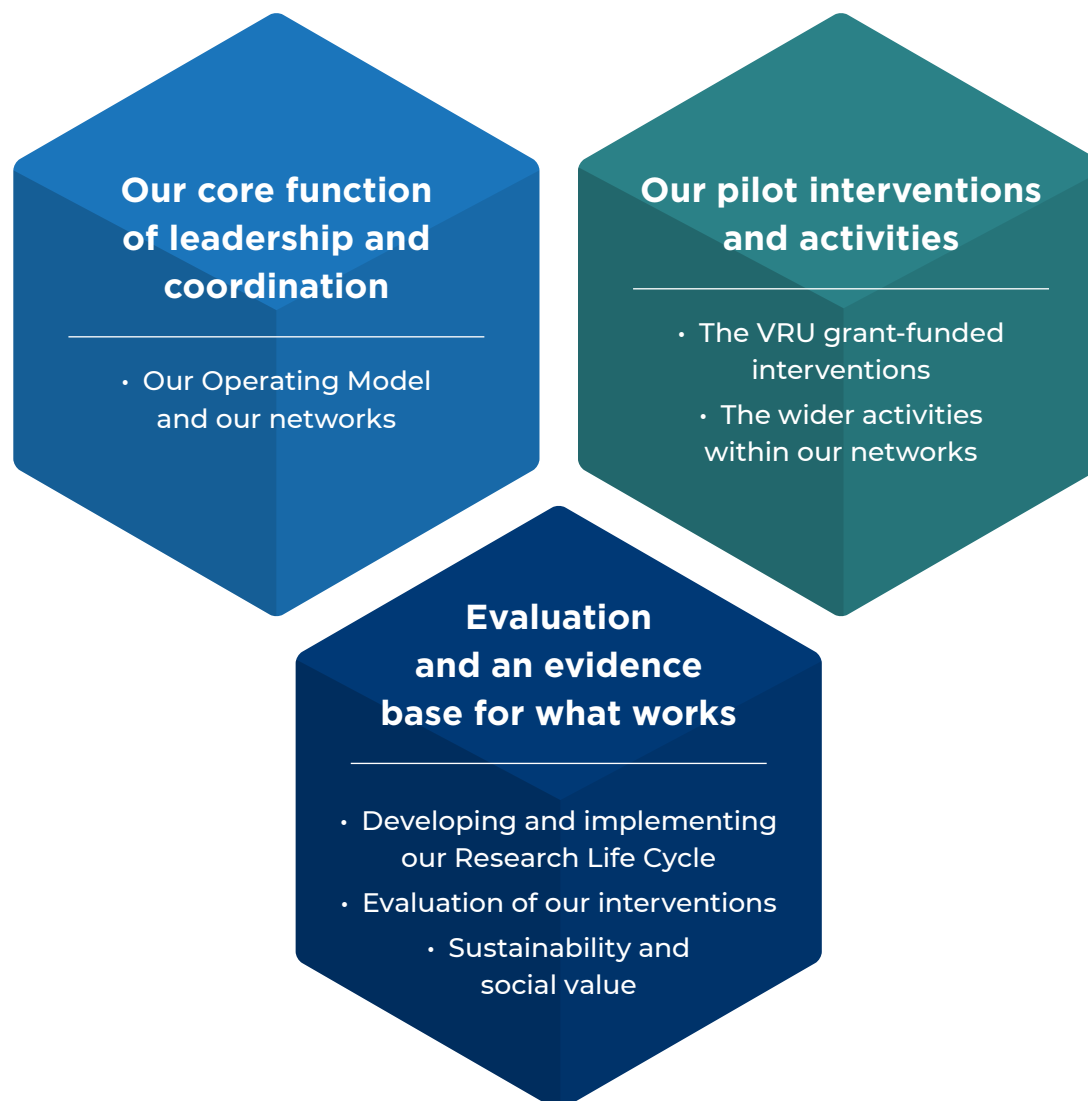 Our core function
of leadership and
coordination
• Our Operating Model
and our networks
Our pilot interventions
and activities
• The VRU grant-funded
interventions
• The wider activities
within our networks
Evaluation
and an evidence
base for what works
• Developing and implementing
our Research Life Cycle
• Evaluation of our interventions
• Sustainability and
social value